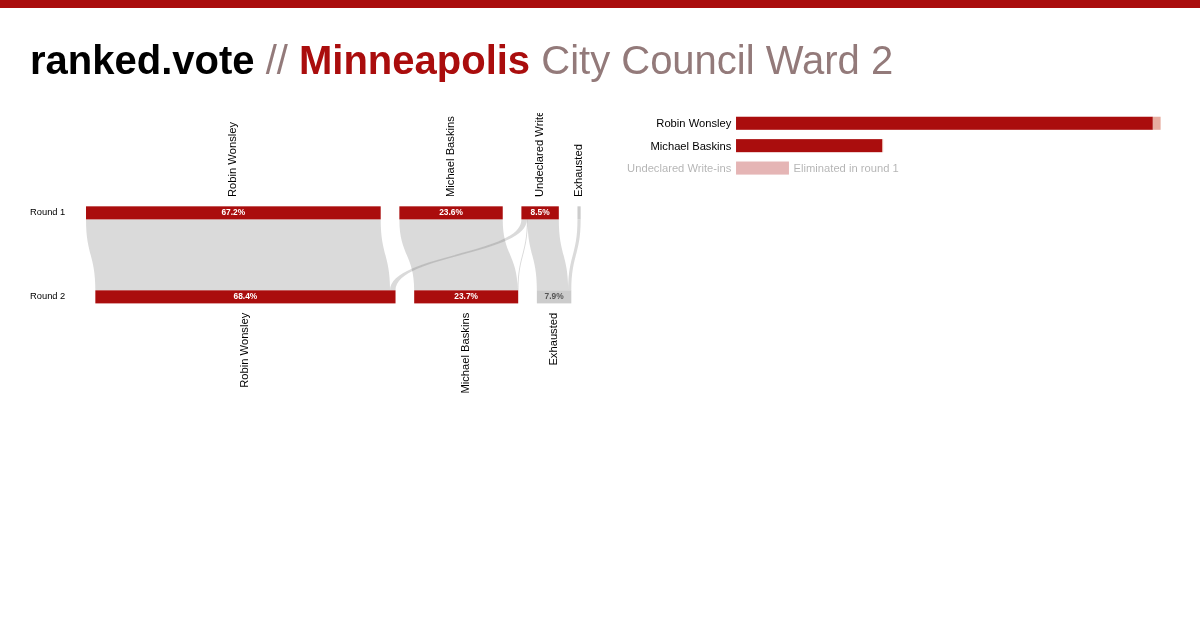 ranked.vote // Minneapolis City Council Ward 2
Robin Wonsley
Michael Baskins
Undeclared Write
Exhausted
Round 1
67.2%
23.6%
8.5%
Round 2
68.4%
23.7%
7.9%
Robin Wonsley
Michael Baskins
Exhausted
Robin Wonsley
Michael Baskins
Undeclared Write-ins
Eliminated in round 1